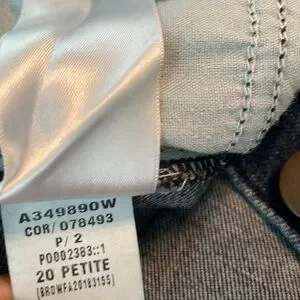 A349890W
COR/ 078493
P/ 2
P0002383::1
20 PETITE
[BROWFA20183155]